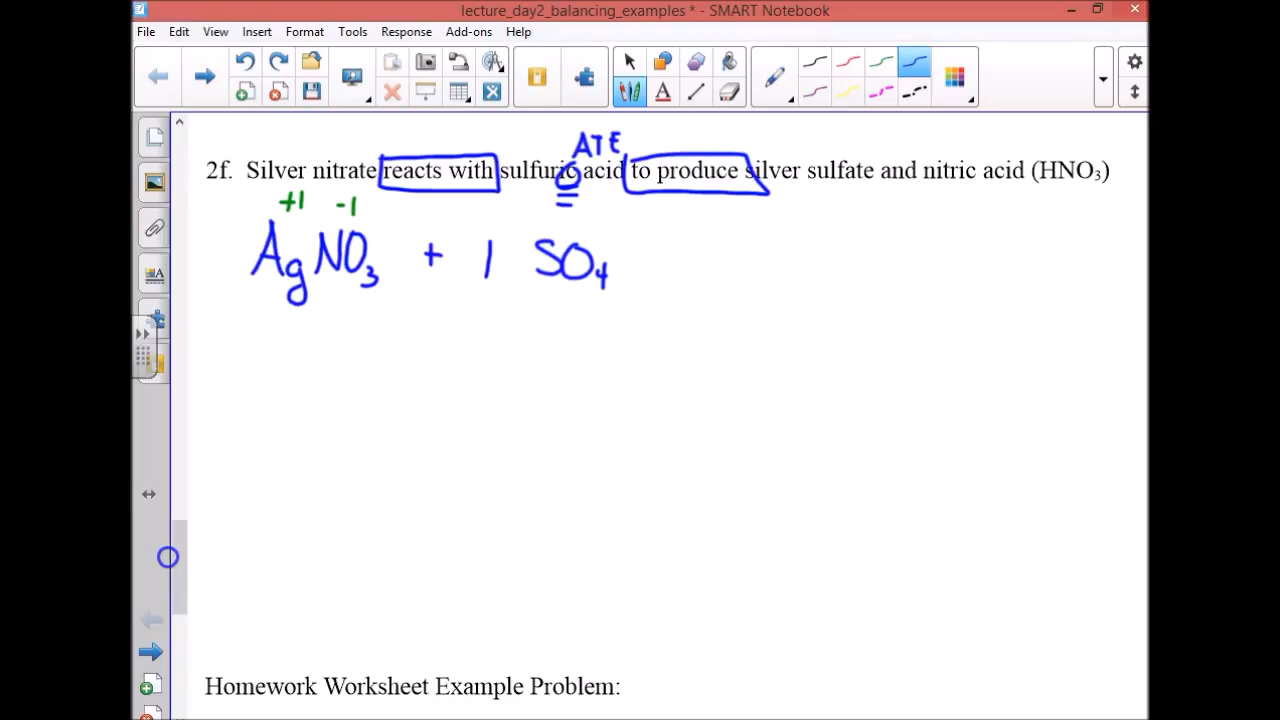 lecture_day2_balancing_examples * - SMART Notebook
File Edit View Insert Format Tools Response Add-ons Help
ATE
2f. Silver nitrate reacts with sulfuric acid to produce silver sulfate and nitric acid (HNO₃)
+1 -1
AgNO₃ + 1 SO₄
Homework Worksheet Example Problem: